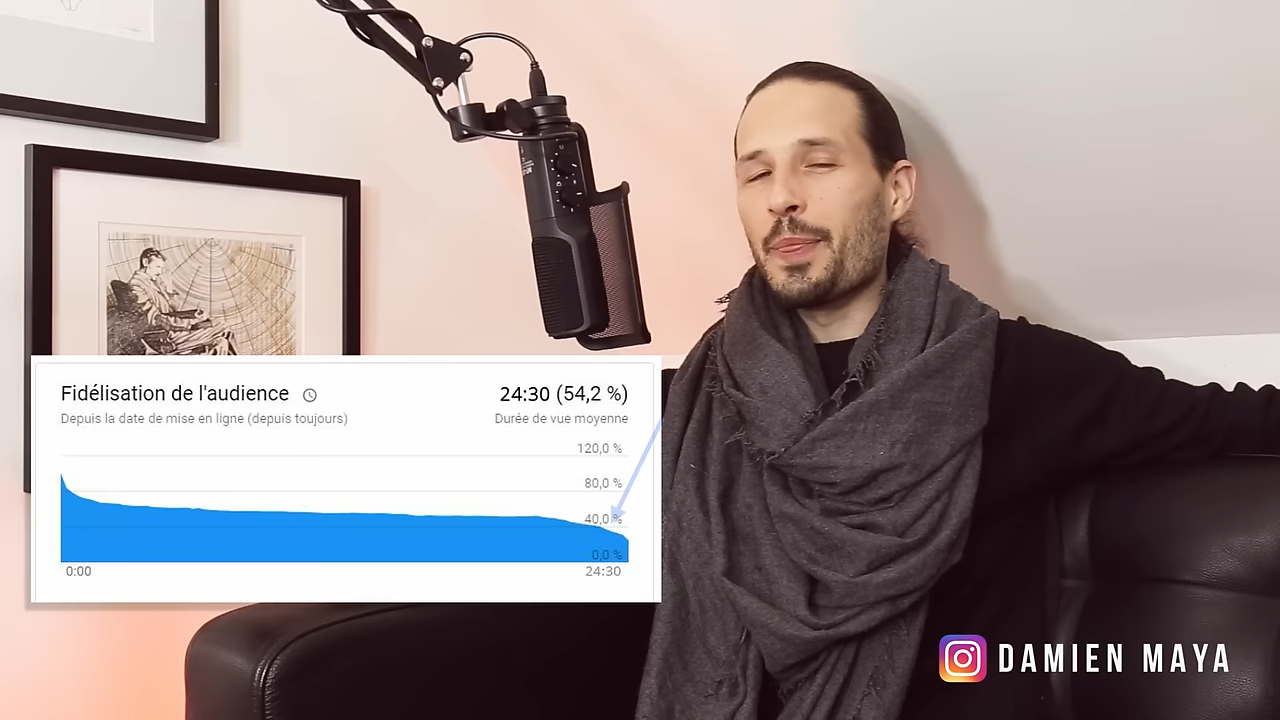 Fidélisation de l'audience
24:30 (54,2 %)
Depuis la date de mise en ligne (depuis toujours)
Durée de vue moyenne
120,0 %
80,0 %
40,0 %
0,0 %
0:00
24:30
DAMIEN MAYA